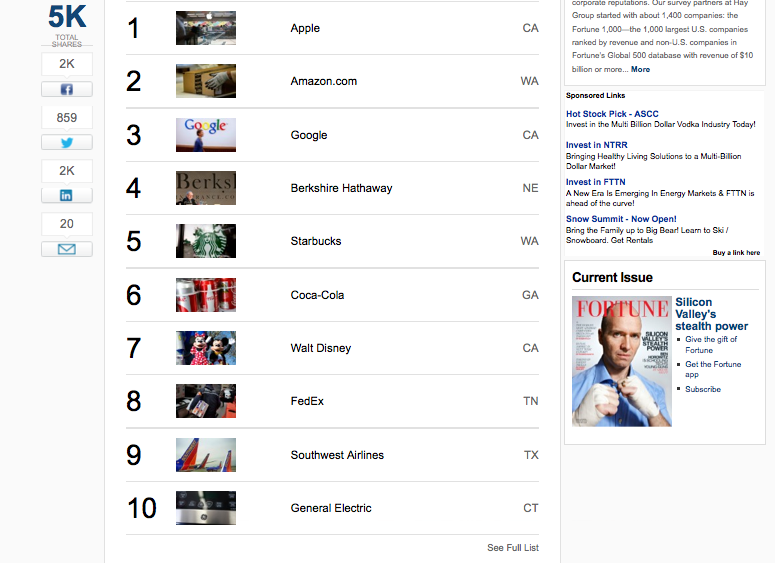 5K
TOTAL
SHARES
2K
859
2K
20
1 Apple CA
2 Amazon.com WA
3 Google CA
Google
4 Berkshire Hathaway NE
Berksh
5 Starbucks WA
6 Coca-Cola GA
7 Walt Disney CA
8 FedEx TN
9 Southwest Airlines TX
10 General Electric CT
See Full List
corporate reputations. Our survey partners at Hay
Group started with about 1,400 companies: the
Fortune 1,000—the 1,000 largest U.S. companies
ranked by revenue and non-U.S. companies in
Fortune's Global 500 database with revenue of $10
billion or more... More
Sponsored Links
Hot Stock Pick - ASCC
Invest in the Multi Billion Dollar Vodka Industry Today!
Invest in NTRR
Bringing Healthy Living Solutions to a Multi-Billion
Dollar Market!
Invest in FTTN
A New Era Is Emerging In Energy Markets & FTTN is
ahead of the curve!
Snow Summit - Now Open!
Bring the Family up to Big Bear! Learn to Ski /
Snowboard. Get Rentals
Buy a link here
Current Issue
FORTUNE
SILICON
VALLEY'S
STEALTH
POWER
BEN
HOROWITZ
Silicon
Valley's
stealth power
Give the gift of
Fortune
Get the Fortune
app
Subscribe